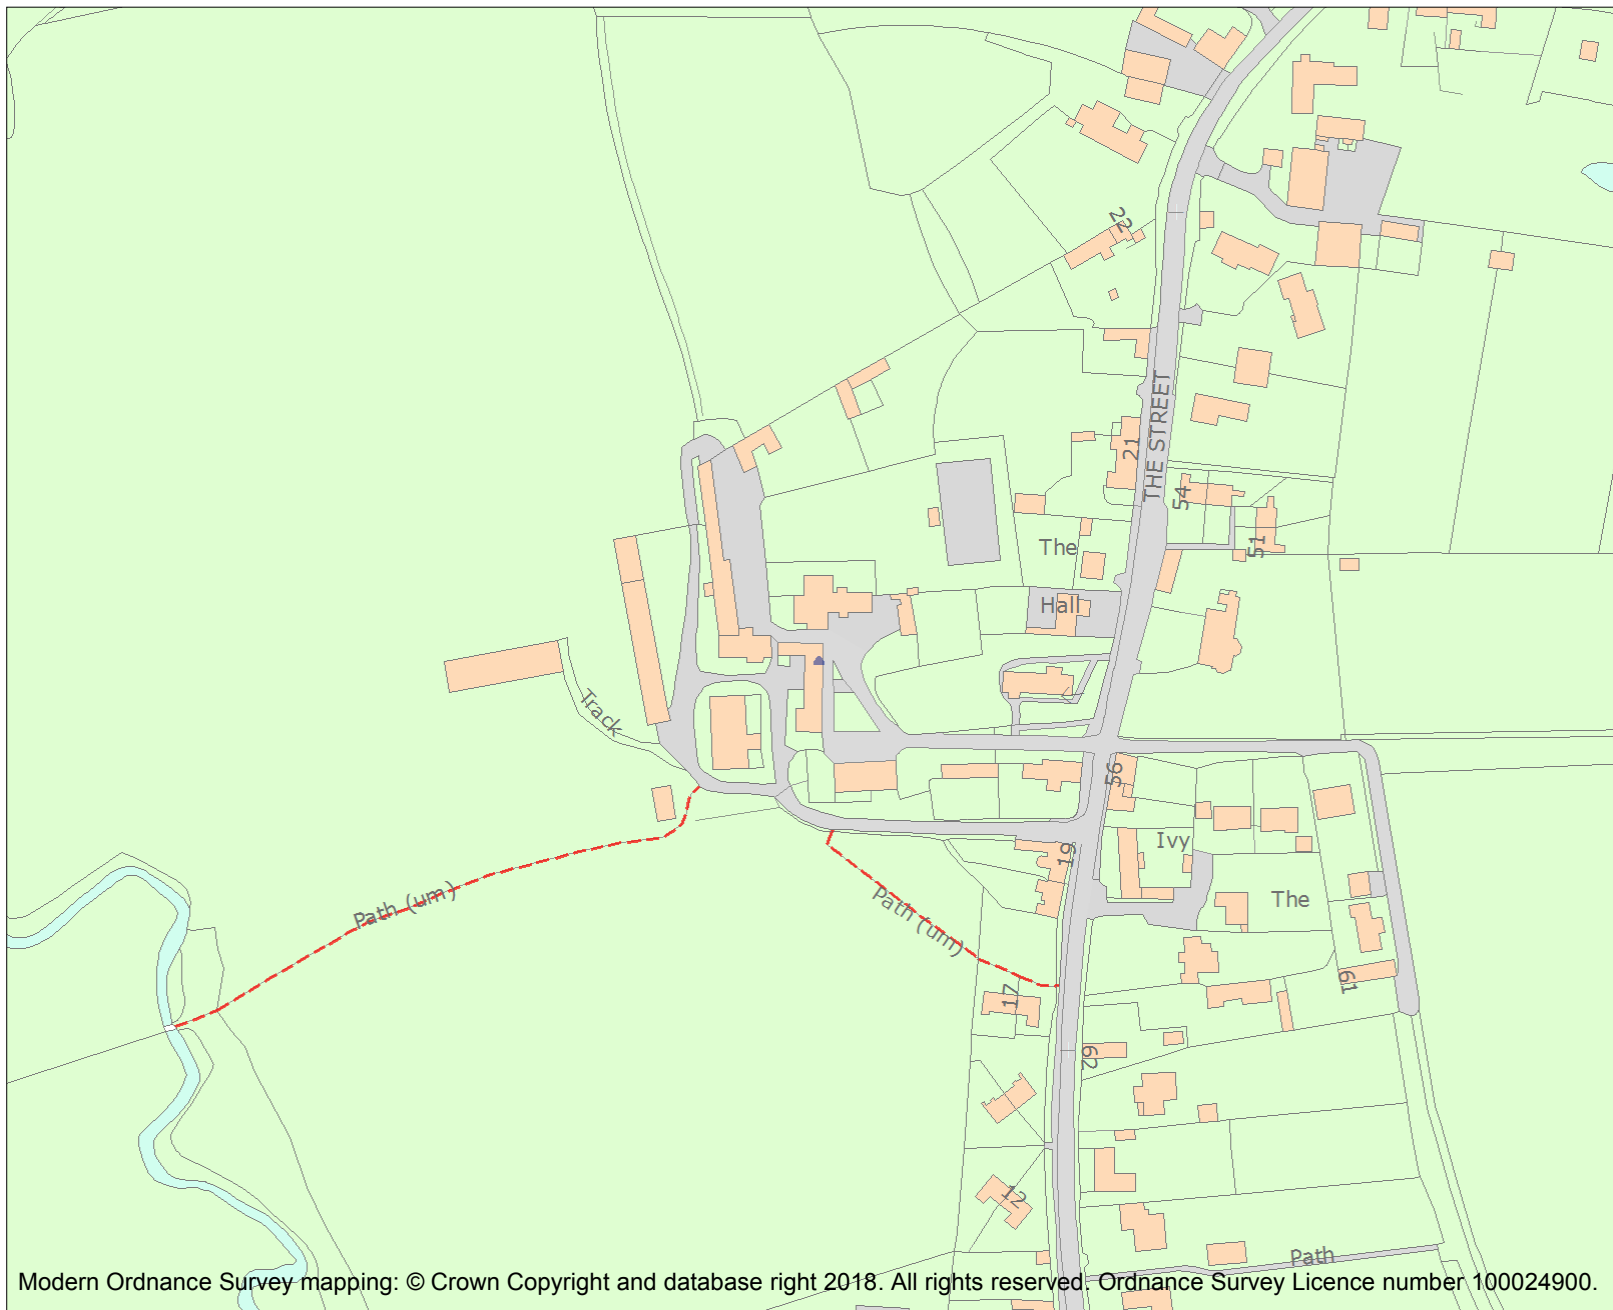 22
THE STREET
21
54
51
The
Hall
Track
56
Ivy
19
The
Path (um)
Path (um)
17
61
62
12
Path
Modern Ordnance Survey mapping: © Crown Copyright and database right 2018. All rights reserved. Ordnance Survey Licence number 100024900.